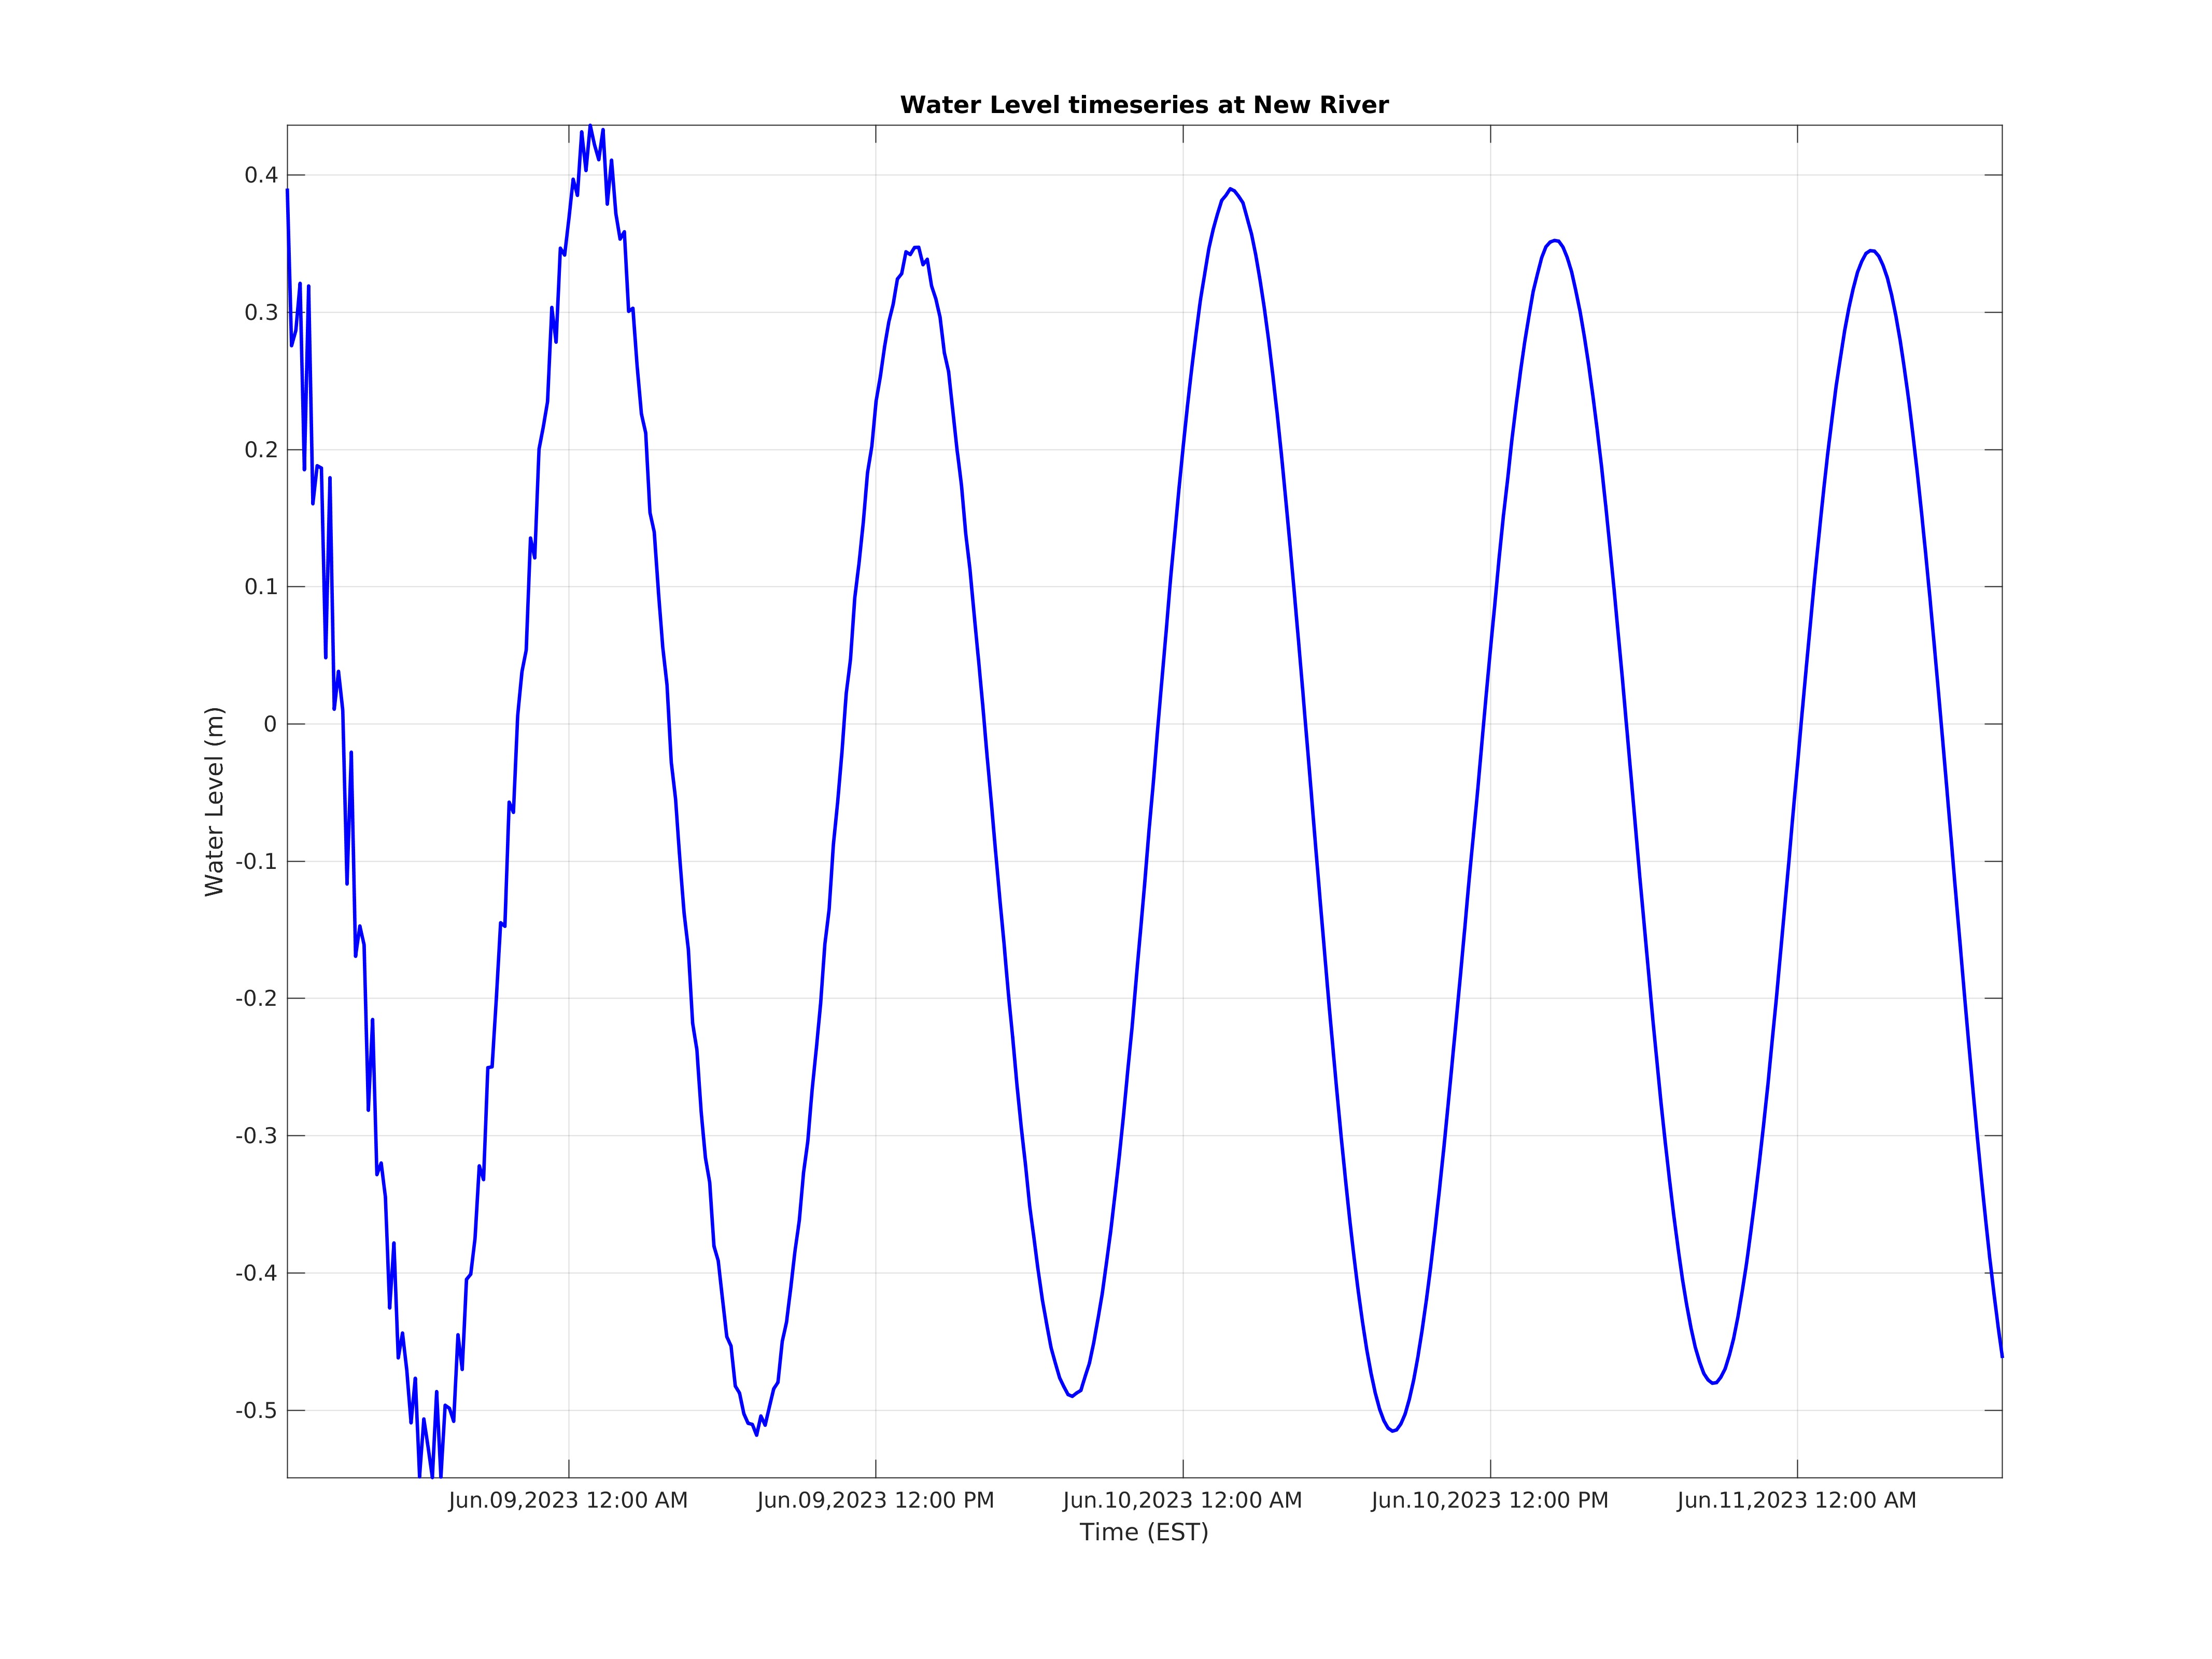 Water Level timeseries at New River
0.4
0.3
0.2
0.1
0
-0.1
-0.2
-0.3
-0.4
-0.5
Water Level (m)
Jun.09,2023 12:00 AM
Jun.09,2023 12:00 PM
Jun.10,2023 12:00 AM
Jun.10,2023 12:00 PM
Jun.11,2023 12:00 AM
Time (EST)